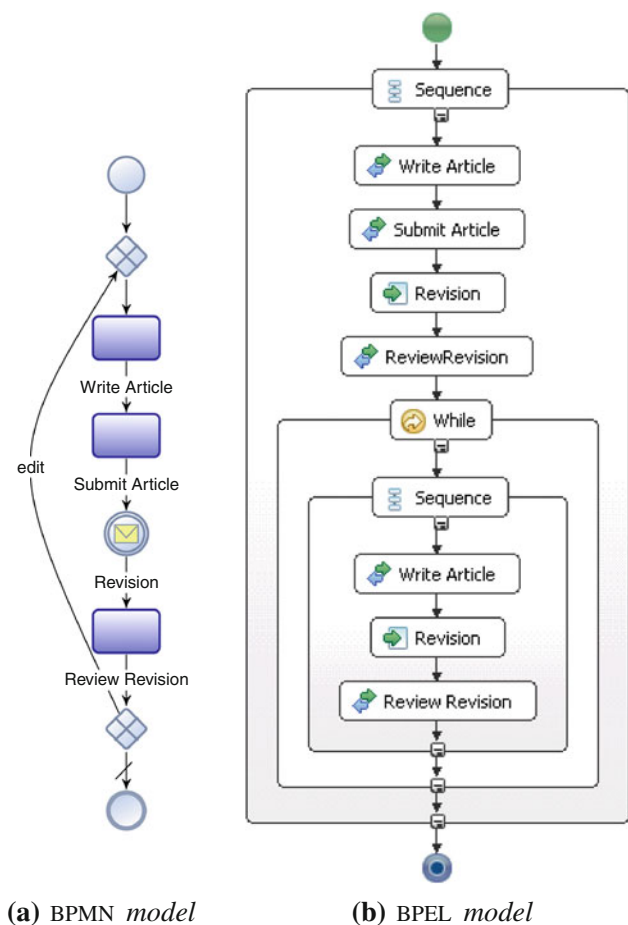 Write Article
edit
Submit Article
Revision
Review Revision
(a) BPMN model
Sequence
Write Article
Submit Article
Revision
ReviewRevision
While
Sequence
Write Article
Revision
Review Revision
(b) BPEL model